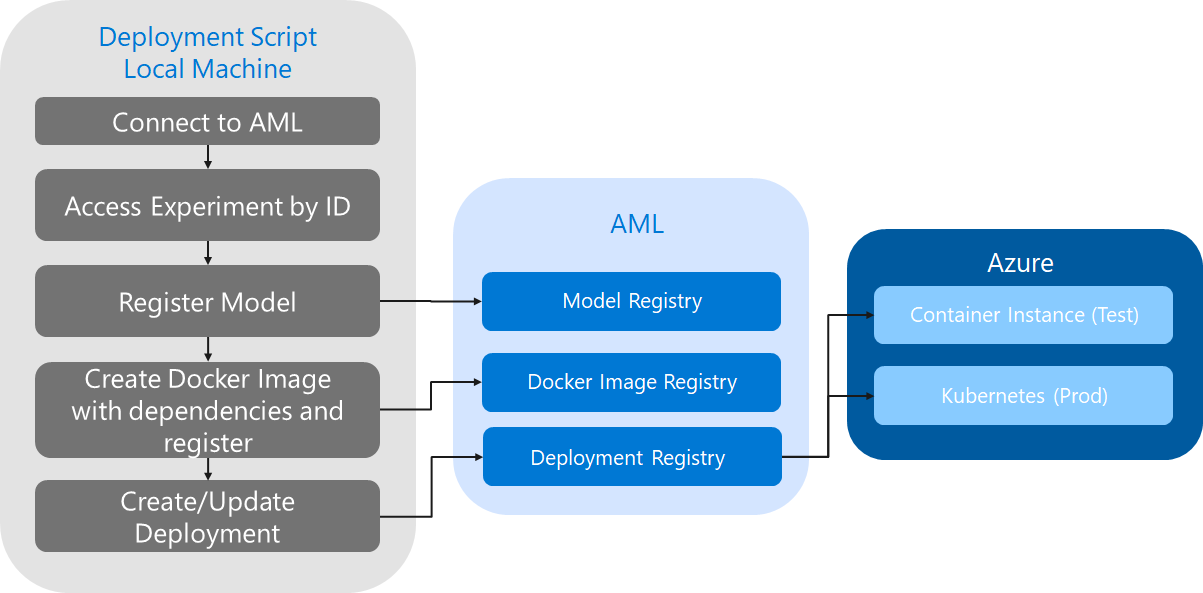 Deployment Script
Local Machine
Connect to AML
Access Experiment by ID
Register Model
Create Docker Image
with dependencies and
register
Create/Update
Deployment
AML
Model Registry
Docker Image Registry
Deployment Registry
Azure
Container Instance (Test)
Kubernetes (Prod)